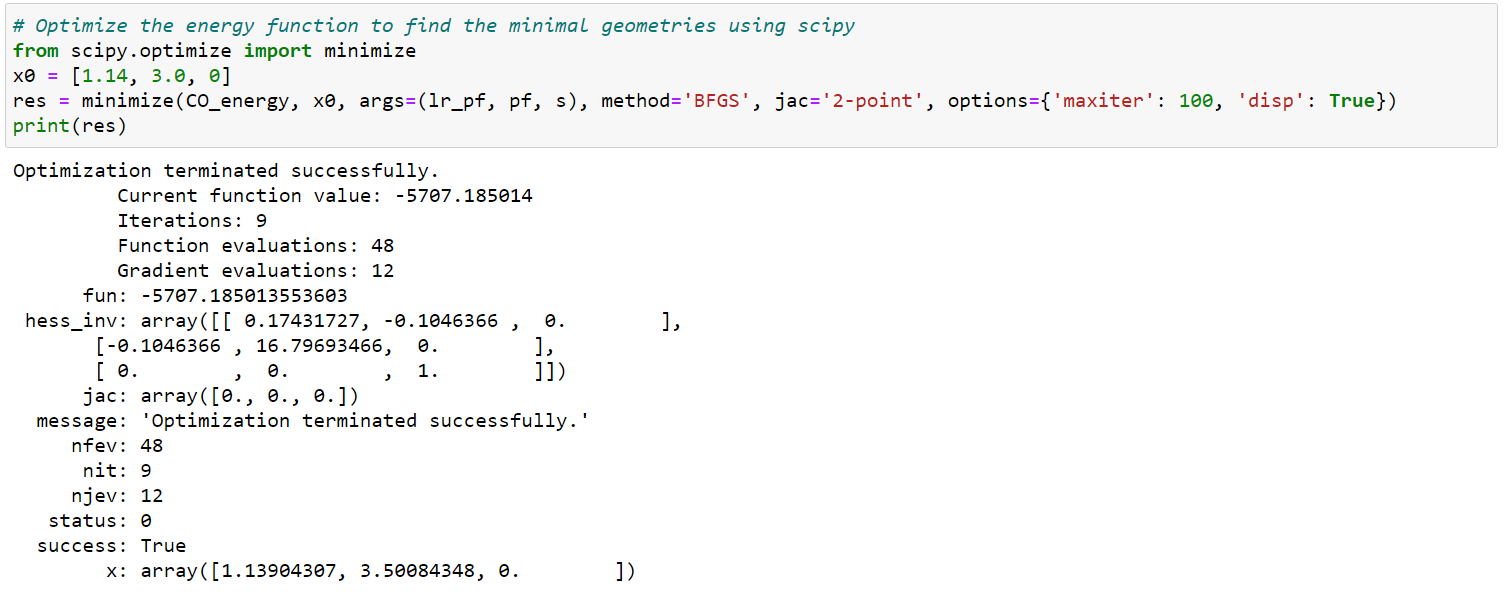 # Optimize the energy function to find the minimal geometries using scipy
from scipy.optimize import minimize
x0 = [1.14, 3.0, 0]
res = minimize(CO_energy, x0, args=(lr_pf, pf, s), method='BFGS', jac='2-point', options={'maxiter': 100, 'disp': True})
print(res)
Optimization terminated successfully.
         Current function value: -5707.185014
         Iterations: 9
         Function evaluations: 48
         Gradient evaluations: 12
      fun: -5707.185013553603
 hess_inv: array([[ 0.17431727, -0.1046366 ,  0.        ],
       [-0.1046366 , 16.79693466,  0.        ],
       [ 0.        ,  0.        ,  1.        ]])
      jac: array([0., 0., 0.])
  message: 'Optimization terminated successfully.'
     nfev: 48
      nit: 9
     njev: 12
   status: 0
  success: True
        x: array([1.13904307, 3.50084348, 0.        ])